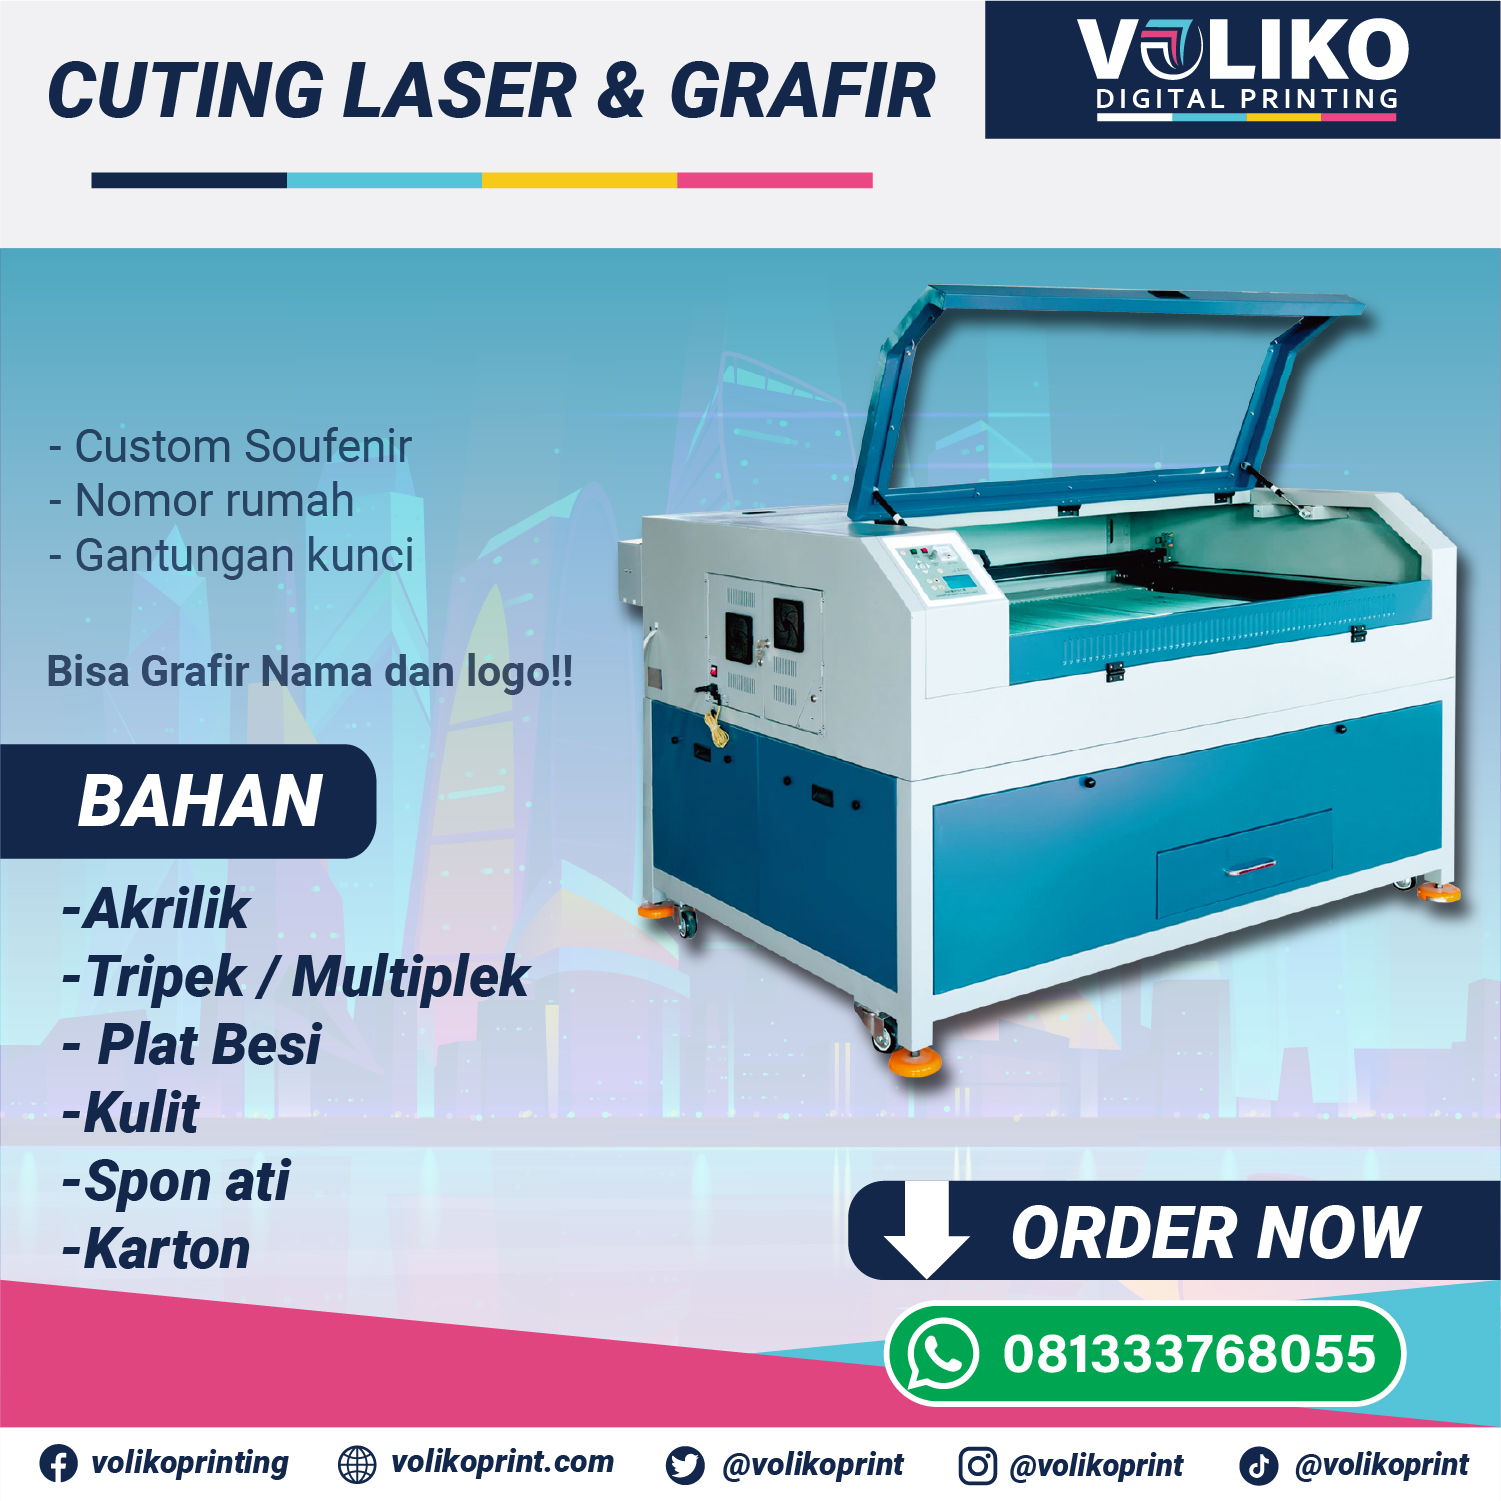 CUTING LASER & GRAFIR
VOLIKO
DIGITAL PRINTING
- Custom Soufenir
- Nomor rumah
- Gantungan kunci
Bisa Grafir Nama dan logo!!
BAHAN
-Akrilik
-Tripek / Multiplek
- Plat Besi
-Kulit
-Spon ati
-Karton
ORDER NOW
081333768055
volikoprinting
volikoprint.com
@volikoprint
@volikoprint
@volikoprint